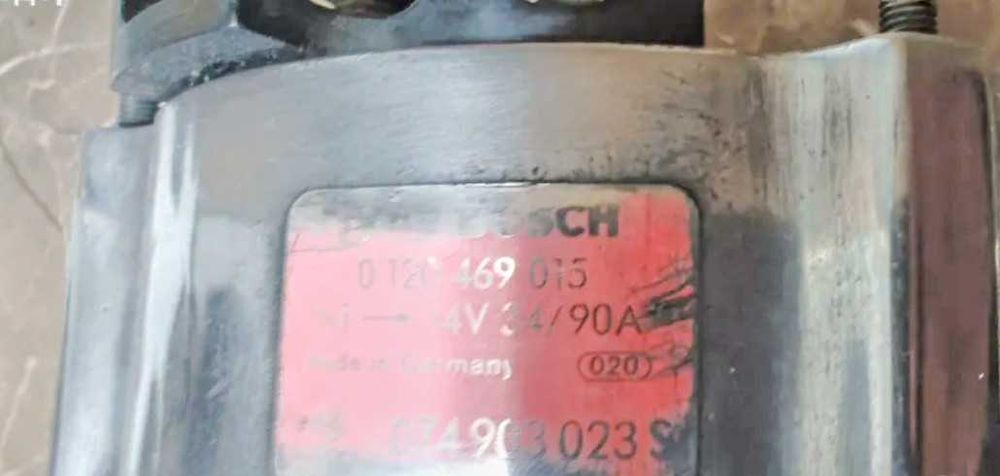 BOSCH
0 120 469 015
→ 14V 34/90A
Made in Germany 020
074 903 023 S